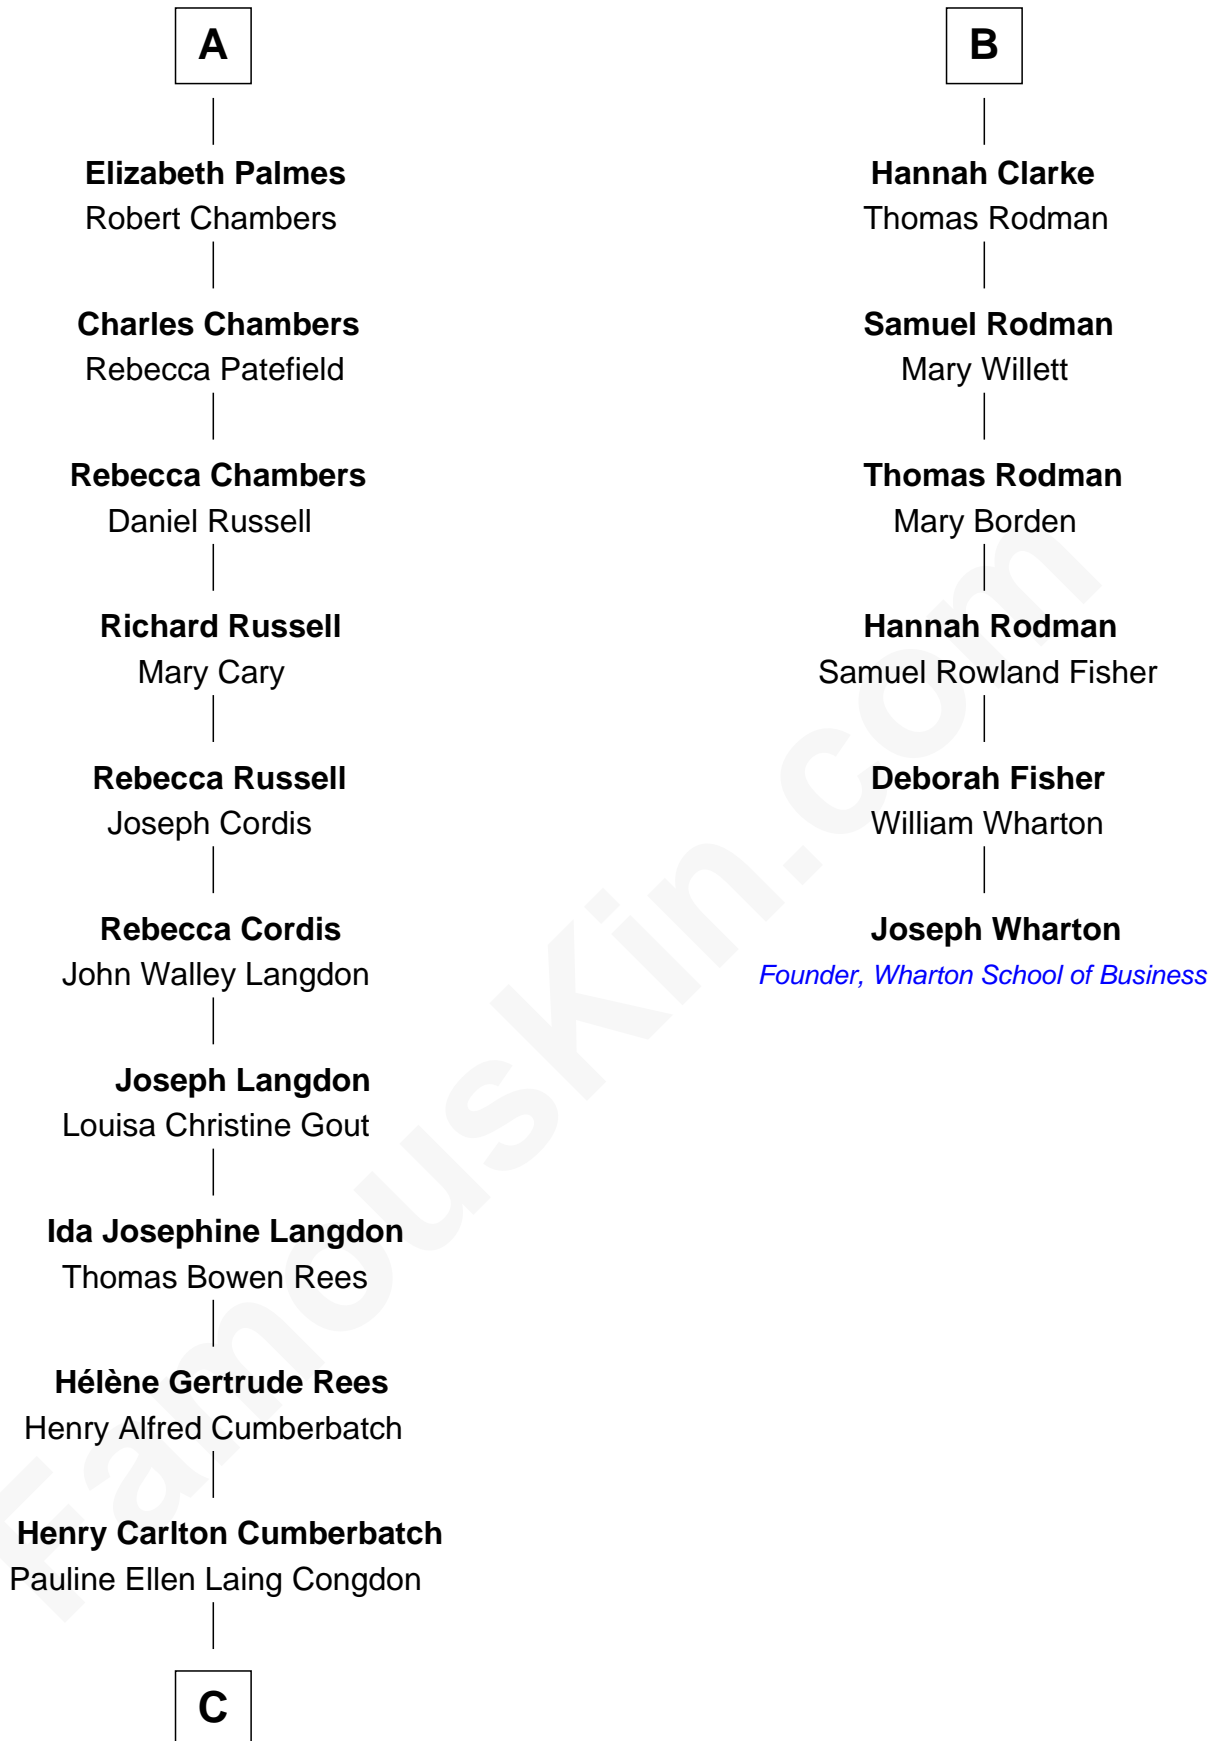 A
Elizabeth Palmes
Robert Chambers
Charles Chambers
Rebecca Patefield
Rebecca Chambers
Daniel Russell
Richard Russell
Mary Cary
Rebecca Russell
Joseph Cordis
Rebecca Cordis
John Walley Langdon
Joseph Langdon
Louisa Christine Gout
Ida Josephine Langdon
Thomas Bowen Rees
Hélène Gertrude Rees
Henry Alfred Cumberbatch
Henry Carlton Cumberbatch
Pauline Ellen Laing Congdon
C
B
Hannah Clarke
Thomas Rodman
Samuel Rodman
Mary Willett
Thomas Rodman
Mary Borden
Hannah Rodman
Samuel Rowland Fisher
Deborah Fisher
William Wharton
Joseph Wharton
Founder, Wharton School of Business
FamousKin.com